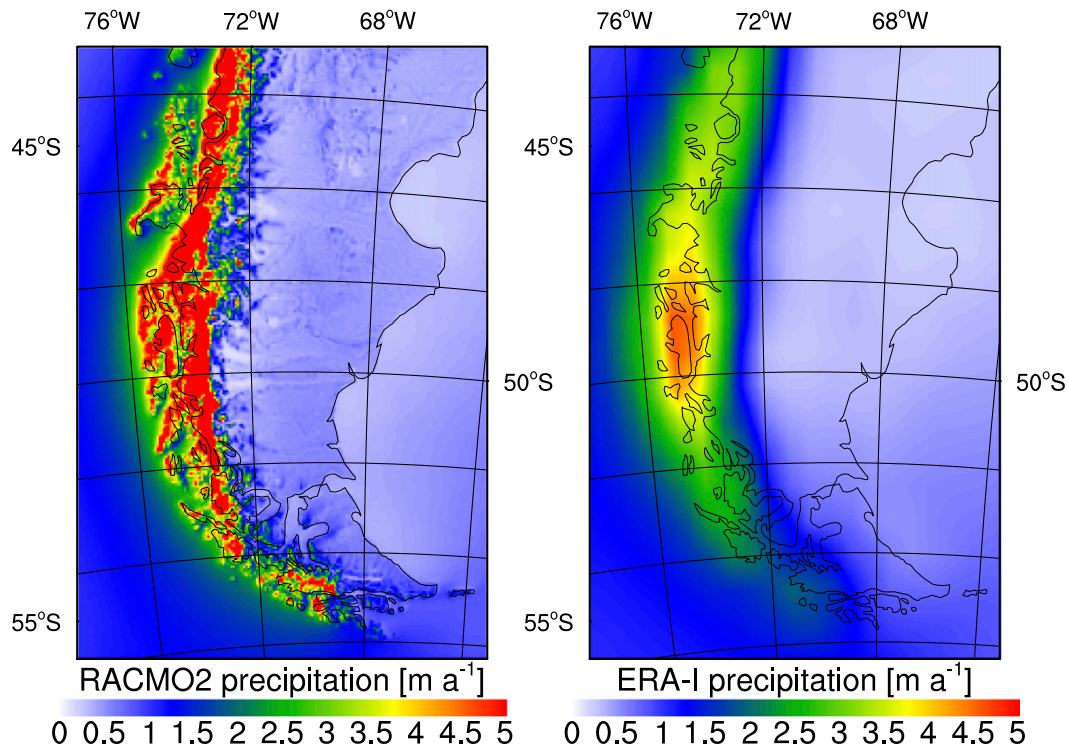 76°W 72°W 68°W 76°W 72°W 68°W
45°S 45°S
50°S 50°S
55°S 55°S
RACMO2 precipitation [m a⁻¹] ERA-I precipitation [m a⁻¹]
0 0.5 1 1.5 2 2.5 3 3.5 4 4.5 5 0 0.5 1 1.5 2 2.5 3 3.5 4 4.5 5